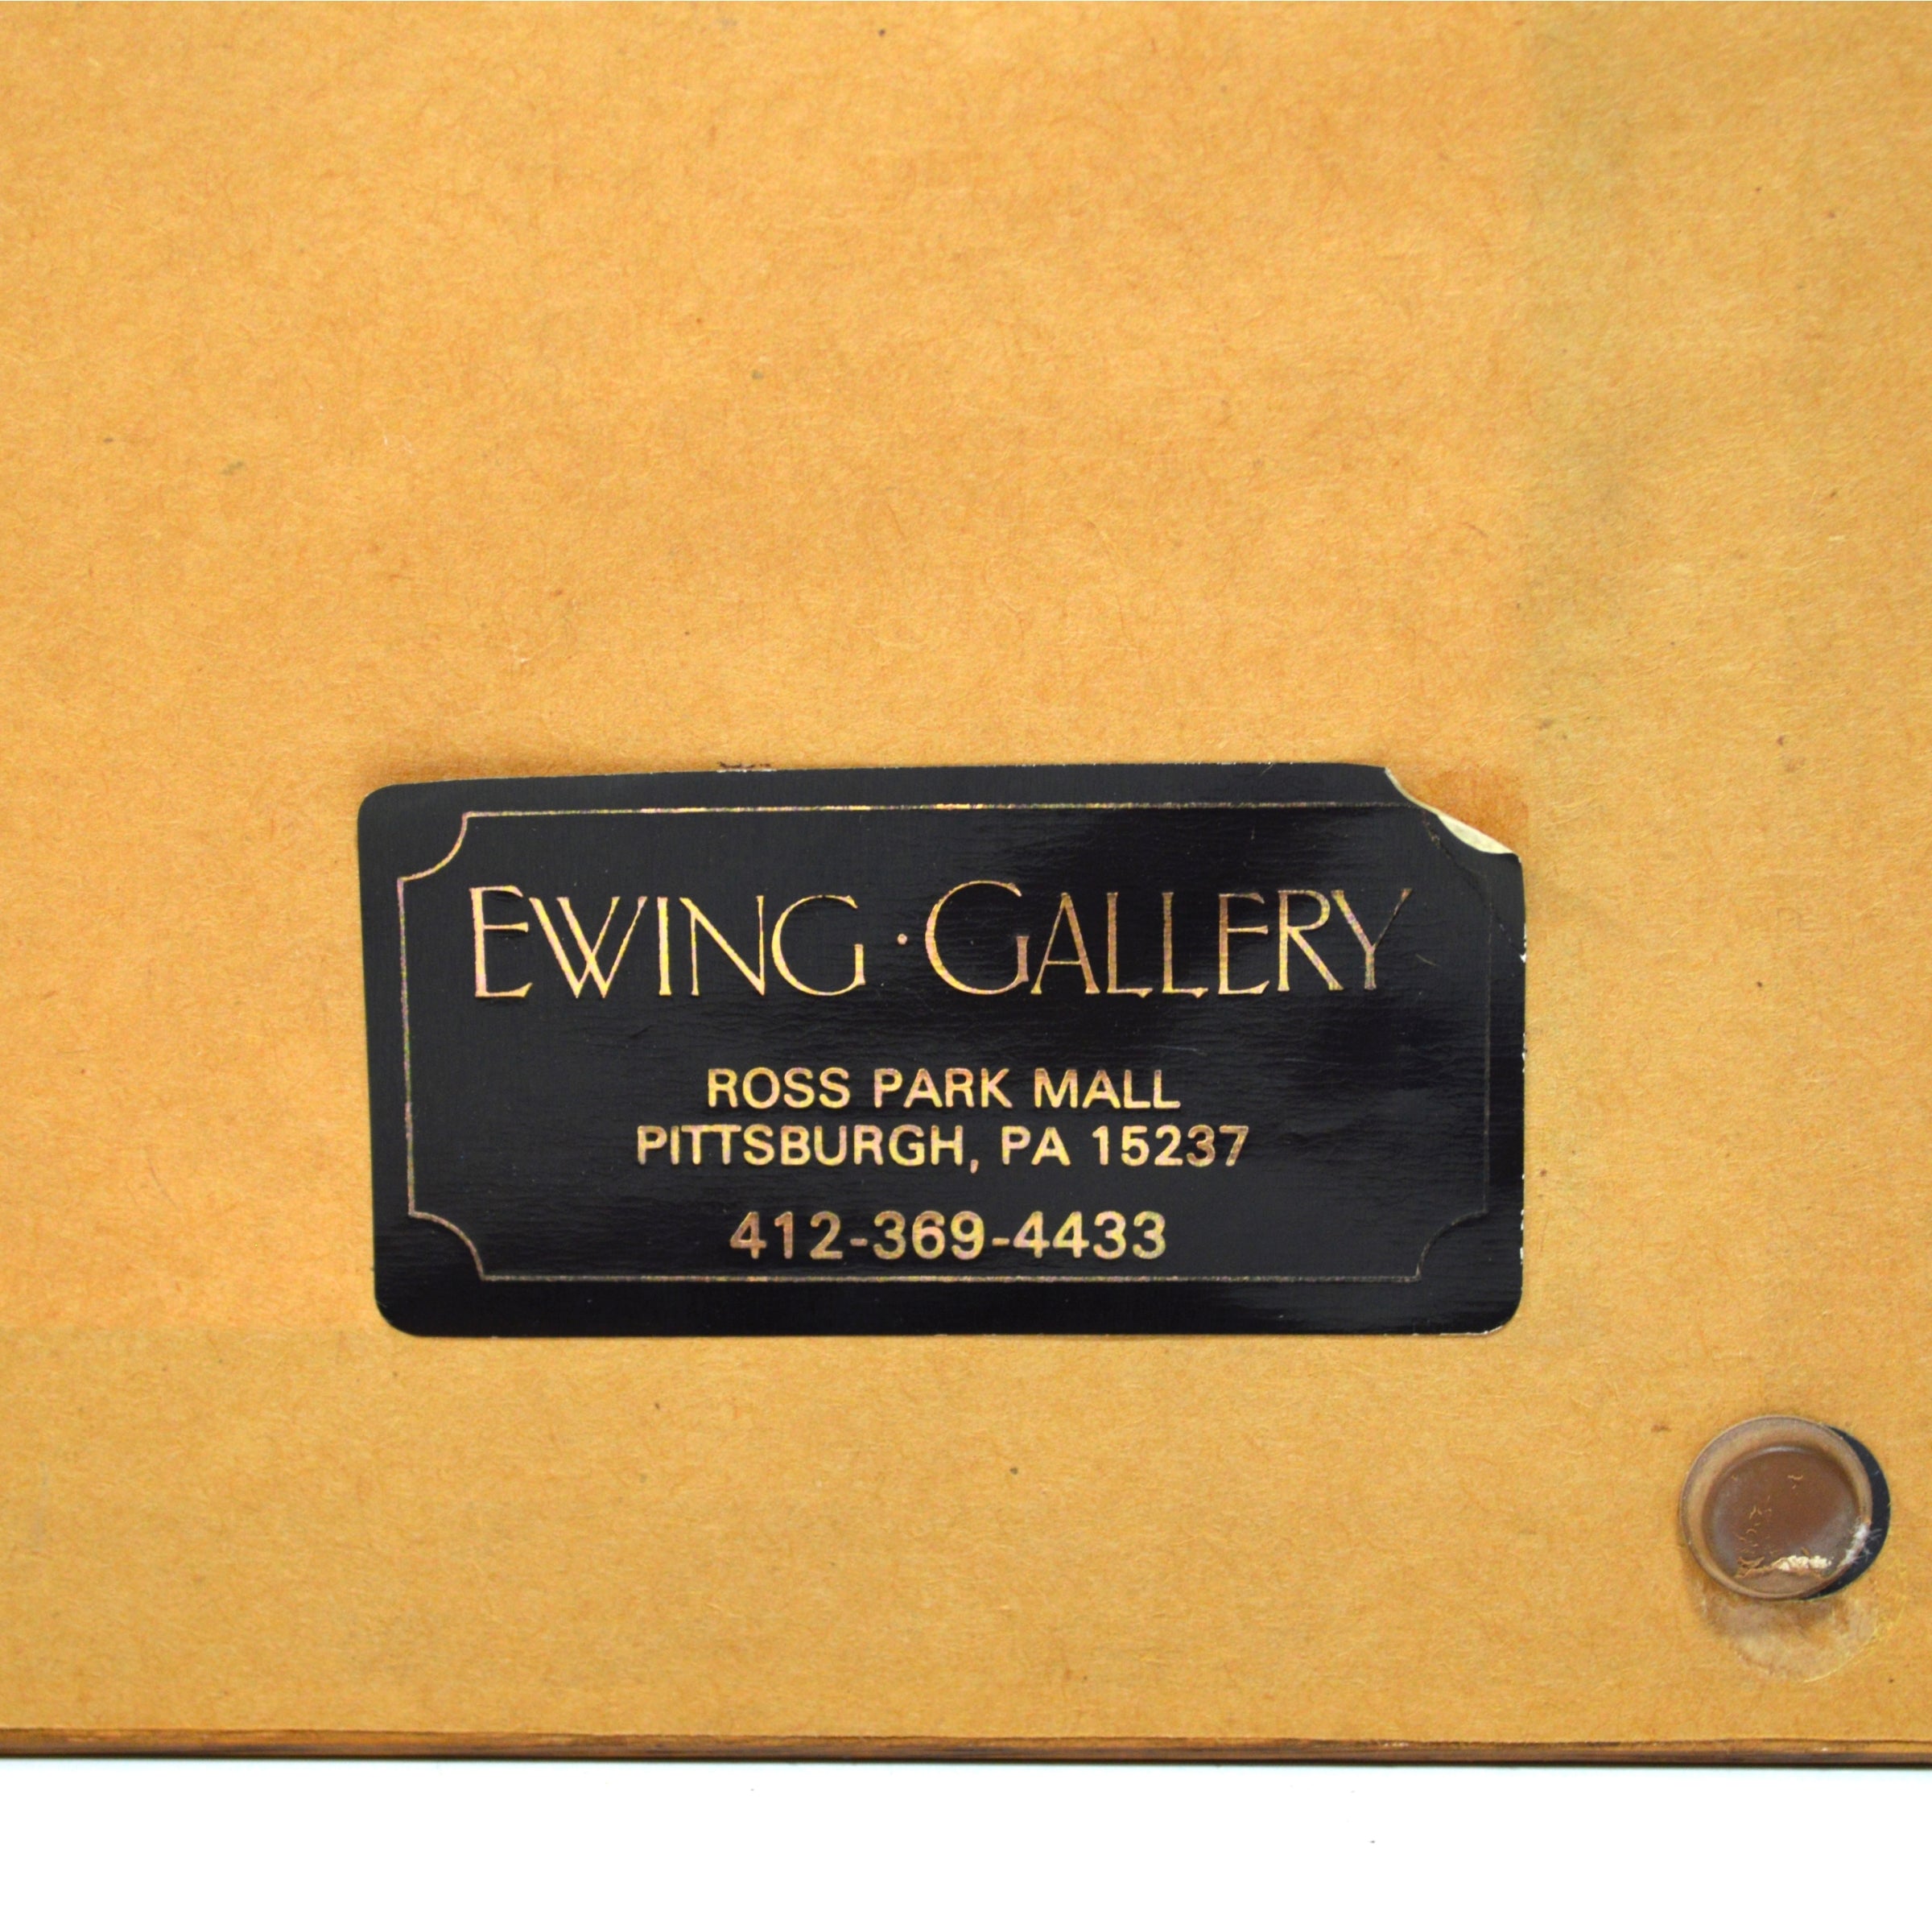 EWING · GALLERY
ROSS PARK MALL
PITTSBURGH, PA 15237
412-369-4433